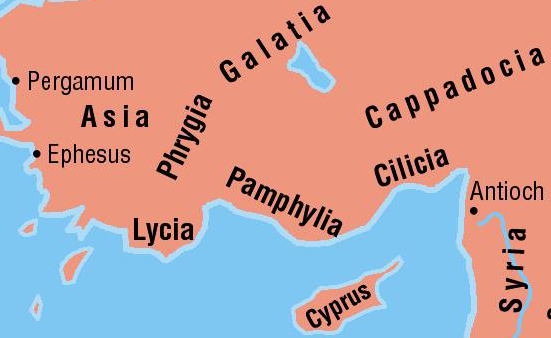 Galatia
Pergamum
Cappadocia
Asia
Phrygia
Ephesus
Cilicia
Pamphylia
Antioch
Lycia
Syria
Cyprus